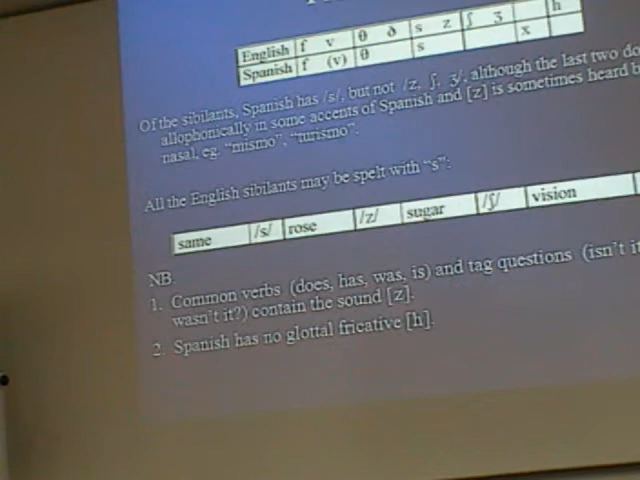 h
English f v θ ð s z ʃ ʒ
Spanish f (v) θ s x
Of the sibilants, Spanish has /s/, but not /z, ʃ, ʒ/, although the last two do
allophonically in some accents of Spanish and [z] is sometimes heard b
nasal, eg. "mismo", "turismo".
All the English sibilants may be spelt with "s":
same /s/ rose /z/ sugar /ʃ/ vision
NB.
1. Common verbs (does, has, was, is) and tag questions (isn't it
wasn't it?) contain the sound [z].
2. Spanish has no glottal fricative [h].